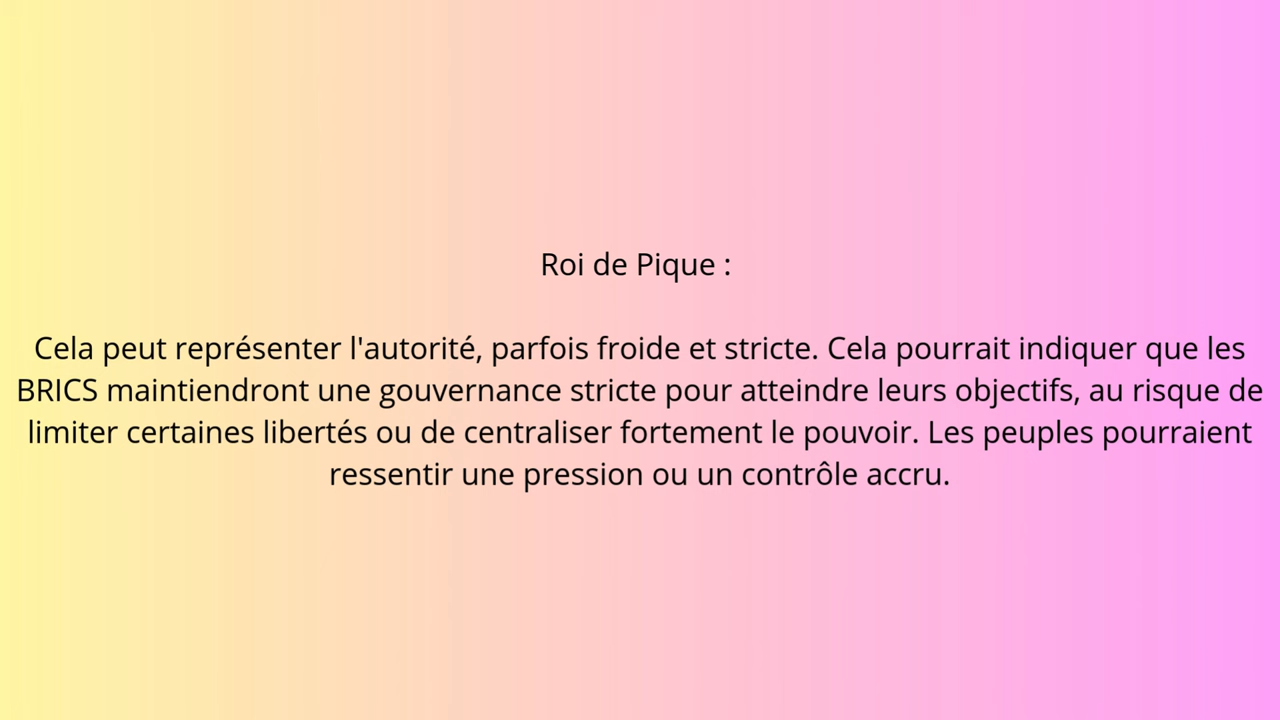 Roi de Pique :
Cela peut représenter l'autorité, parfois froide et stricte. Cela pourrait indiquer que les
BRICS maintiendront une gouvernance stricte pour atteindre leurs objectifs, au risque de
limiter certaines libertés ou de centraliser fortement le pouvoir. Les peuples pourraient
ressentir une pression ou un contrôle accru.